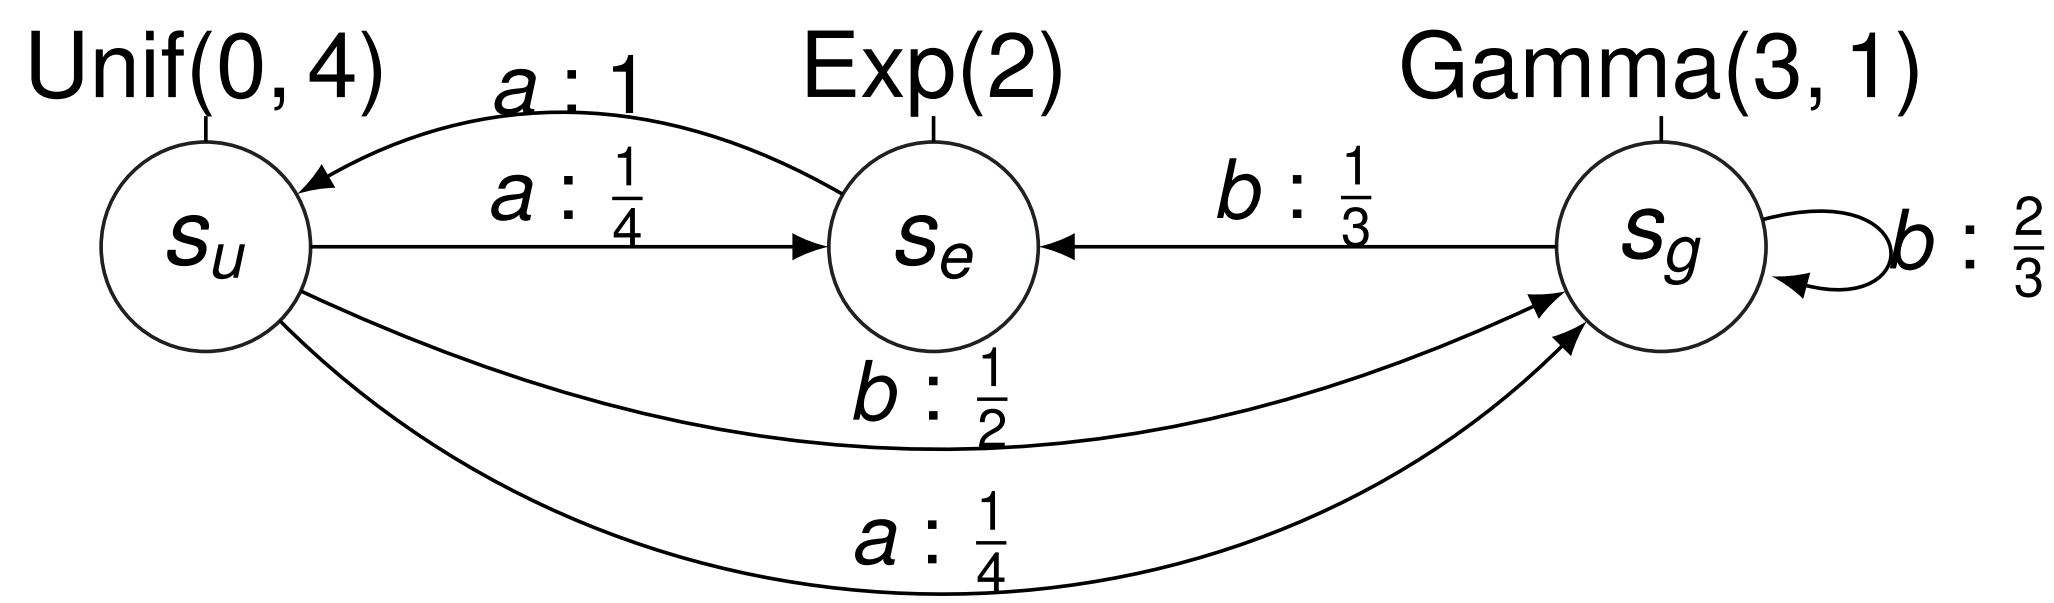 Unif(0, 4)
Exp(2)
Gamma(3, 1)
a : 1
a : 1/4
b : 1/3
s_u
s_e
s_g
b : 2/3
b : 1/2
a : 1/4